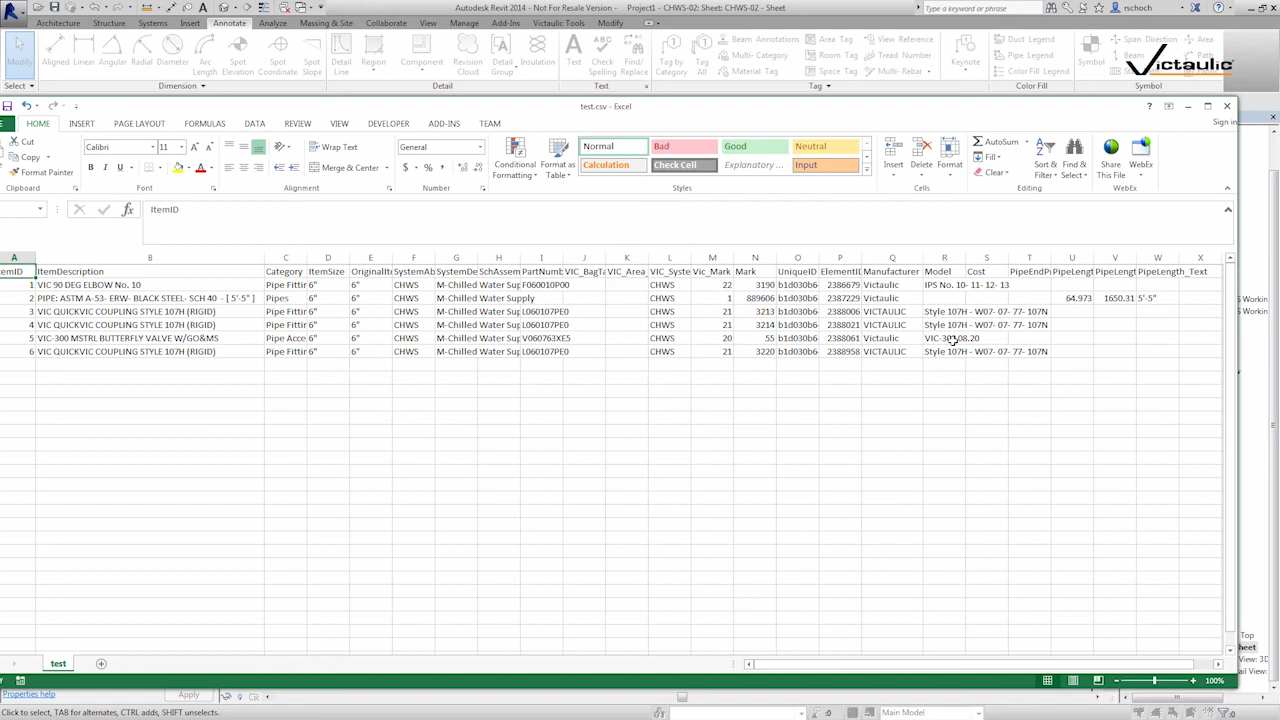 Autodesk Revit 2014 - Not For Resale Version - Project1 - CHWS-02 - Sheet: CHWS-02 - Sheet
Type a keyword or phrase
rschoch
Architecture Structure Systems Insert Annotate Analyze Massing & Site Collaborate View Manage Add-Ins Victaulic Tools Modify
Modify Aligned Linear Angular Radial Diameter Arc Length Spot Elevation Spot Coordinate Spot Slope Detail Line Region Component Revision Cloud Detail Group Insulation Text Check Spelling Find/ Replace Tag by Category Tag All
Beam Annotations Area Tag View Reference
Multi-Category Room Tag Tread Number
Material Tag Space Tag Multi-Rebar
Keynote
Duct Legend
Pipe Legend
Color Fill Legend
Symbol Span Direction Area
Beam
Victaulic
Select Dimension Detail Text Tag Color Fill Symbol
test.csv - Excel
Sign in
HOME INSERT PAGE LAYOUT FORMULAS DATA REVIEW VIEW DEVELOPER ADD-INS TEAM
Cut
Copy
Format Painter
Calibri 11
B I U
Wrap Text
Merge & Center
General
$ % ,
Conditional Formatting
Format as Table
Normal Bad Good Neutral
Calculation Check Cell Explanatory ... Input
Insert Delete Format
AutoSum
Fill
Clear
Sort & Filter
Find & Select
Share This File
WebEx
Clipboard Font Alignment Number Styles Cells Editing WebEx
fx ItemID
A B C D E F G H I J K L M N O P Q R S T U V W X
temID ItemDescription Category ItemSize OriginalIte SystemAb SystemDe SchAssem PartNumb VIC_BagTa VIC_Area_ VIC_Syste Vic_Mark Mark UniqueID ElementID Manufacturer Model Cost PipeEndPr PipeLengt PipeLengt PipeLength_Text
1 VIC 90 DEG ELBOW No. 10 Pipe Fittin 6" 6" CHWS M-Chilled Water Suppl F060010P00 CHWS 22 3190 b1d030b6- 2386679 Victaulic IPS No. 10- 11- 12- 13
2 PIPE: ASTM A-53- ERW- BLACK STEEL- SCH 40 - [ 5'-5" ] Pipes 6" 6" CHWS M-Chilled Water Supply CHWS 1 889606 b1d030b6- 2387229 Victaulic 64.973 1650.31 5'-5"
3 VIC QUICKVIC COUPLING STYLE 107H (RIGID) Pipe Fittin 6" 6" CHWS M-Chilled Water Suppl L060107PE0 CHWS 21 3213 b1d030b6- 2388006 VICTAULIC Style 107H - W07- 07- 77- 107N
4 VIC QUICKVIC COUPLING STYLE 107H (RIGID) Pipe Fittin 6" 6" CHWS M-Chilled Water Suppl L060107PE0 CHWS 21 3214 b1d030b6- 2388021 VICTAULIC Style 107H - W07- 07- 77- 107N
5 VIC-300 MSTRL BUTTERFLY VALVE W/GO&MS Pipe Acce 6" 6" CHWS M-Chilled Water Suppl V060763XE5 CHWS 20 55 b1d030b6- 2388061 Victaulic
6 VIC QUICKVIC COUPLING STYLE 107H (RIGID) Pipe Fittin 6" 6" CHWS M-Chilled Water Suppl L060107PE0 CHWS 21 3220 b1d030b6- 2388958 VICTAULIC Style 107H - W07- 07- 77- 107N
test
100%
Properties help Apply
Click to select, TAB for alternates, CTRL adds, SHIFT unselects.
:0
Main Model
:0